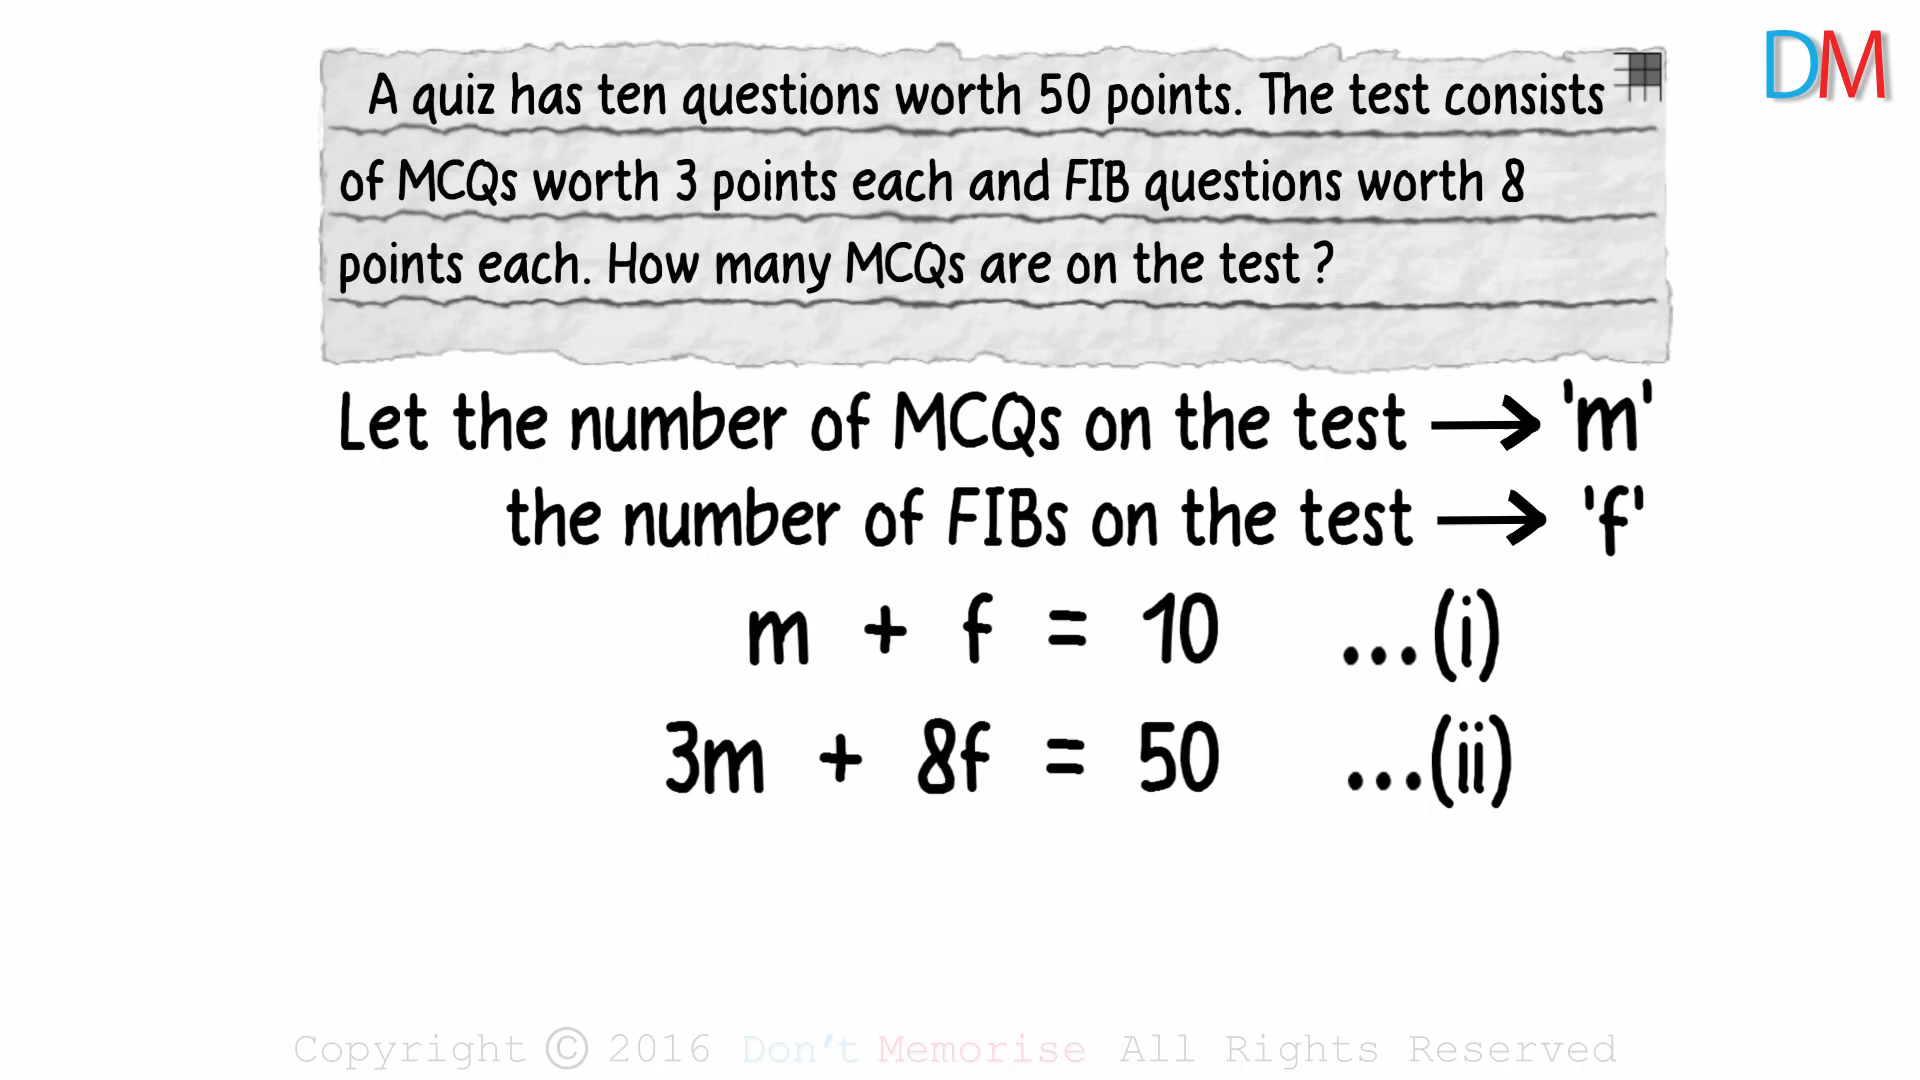 DM
A quiz has ten questions worth 50 points. The test consists
of MCQs worth 3 points each and FIB questions worth 8
points each. How many MCQs are on the test ?
Let the number of MCQs on the test → 'm'
the number of FIBs on the test → 'f'
m + f = 10 ...(i)
3m + 8f = 50 ...(ii)
Copyright © 2016 Don't Memorise All Rights Reserved